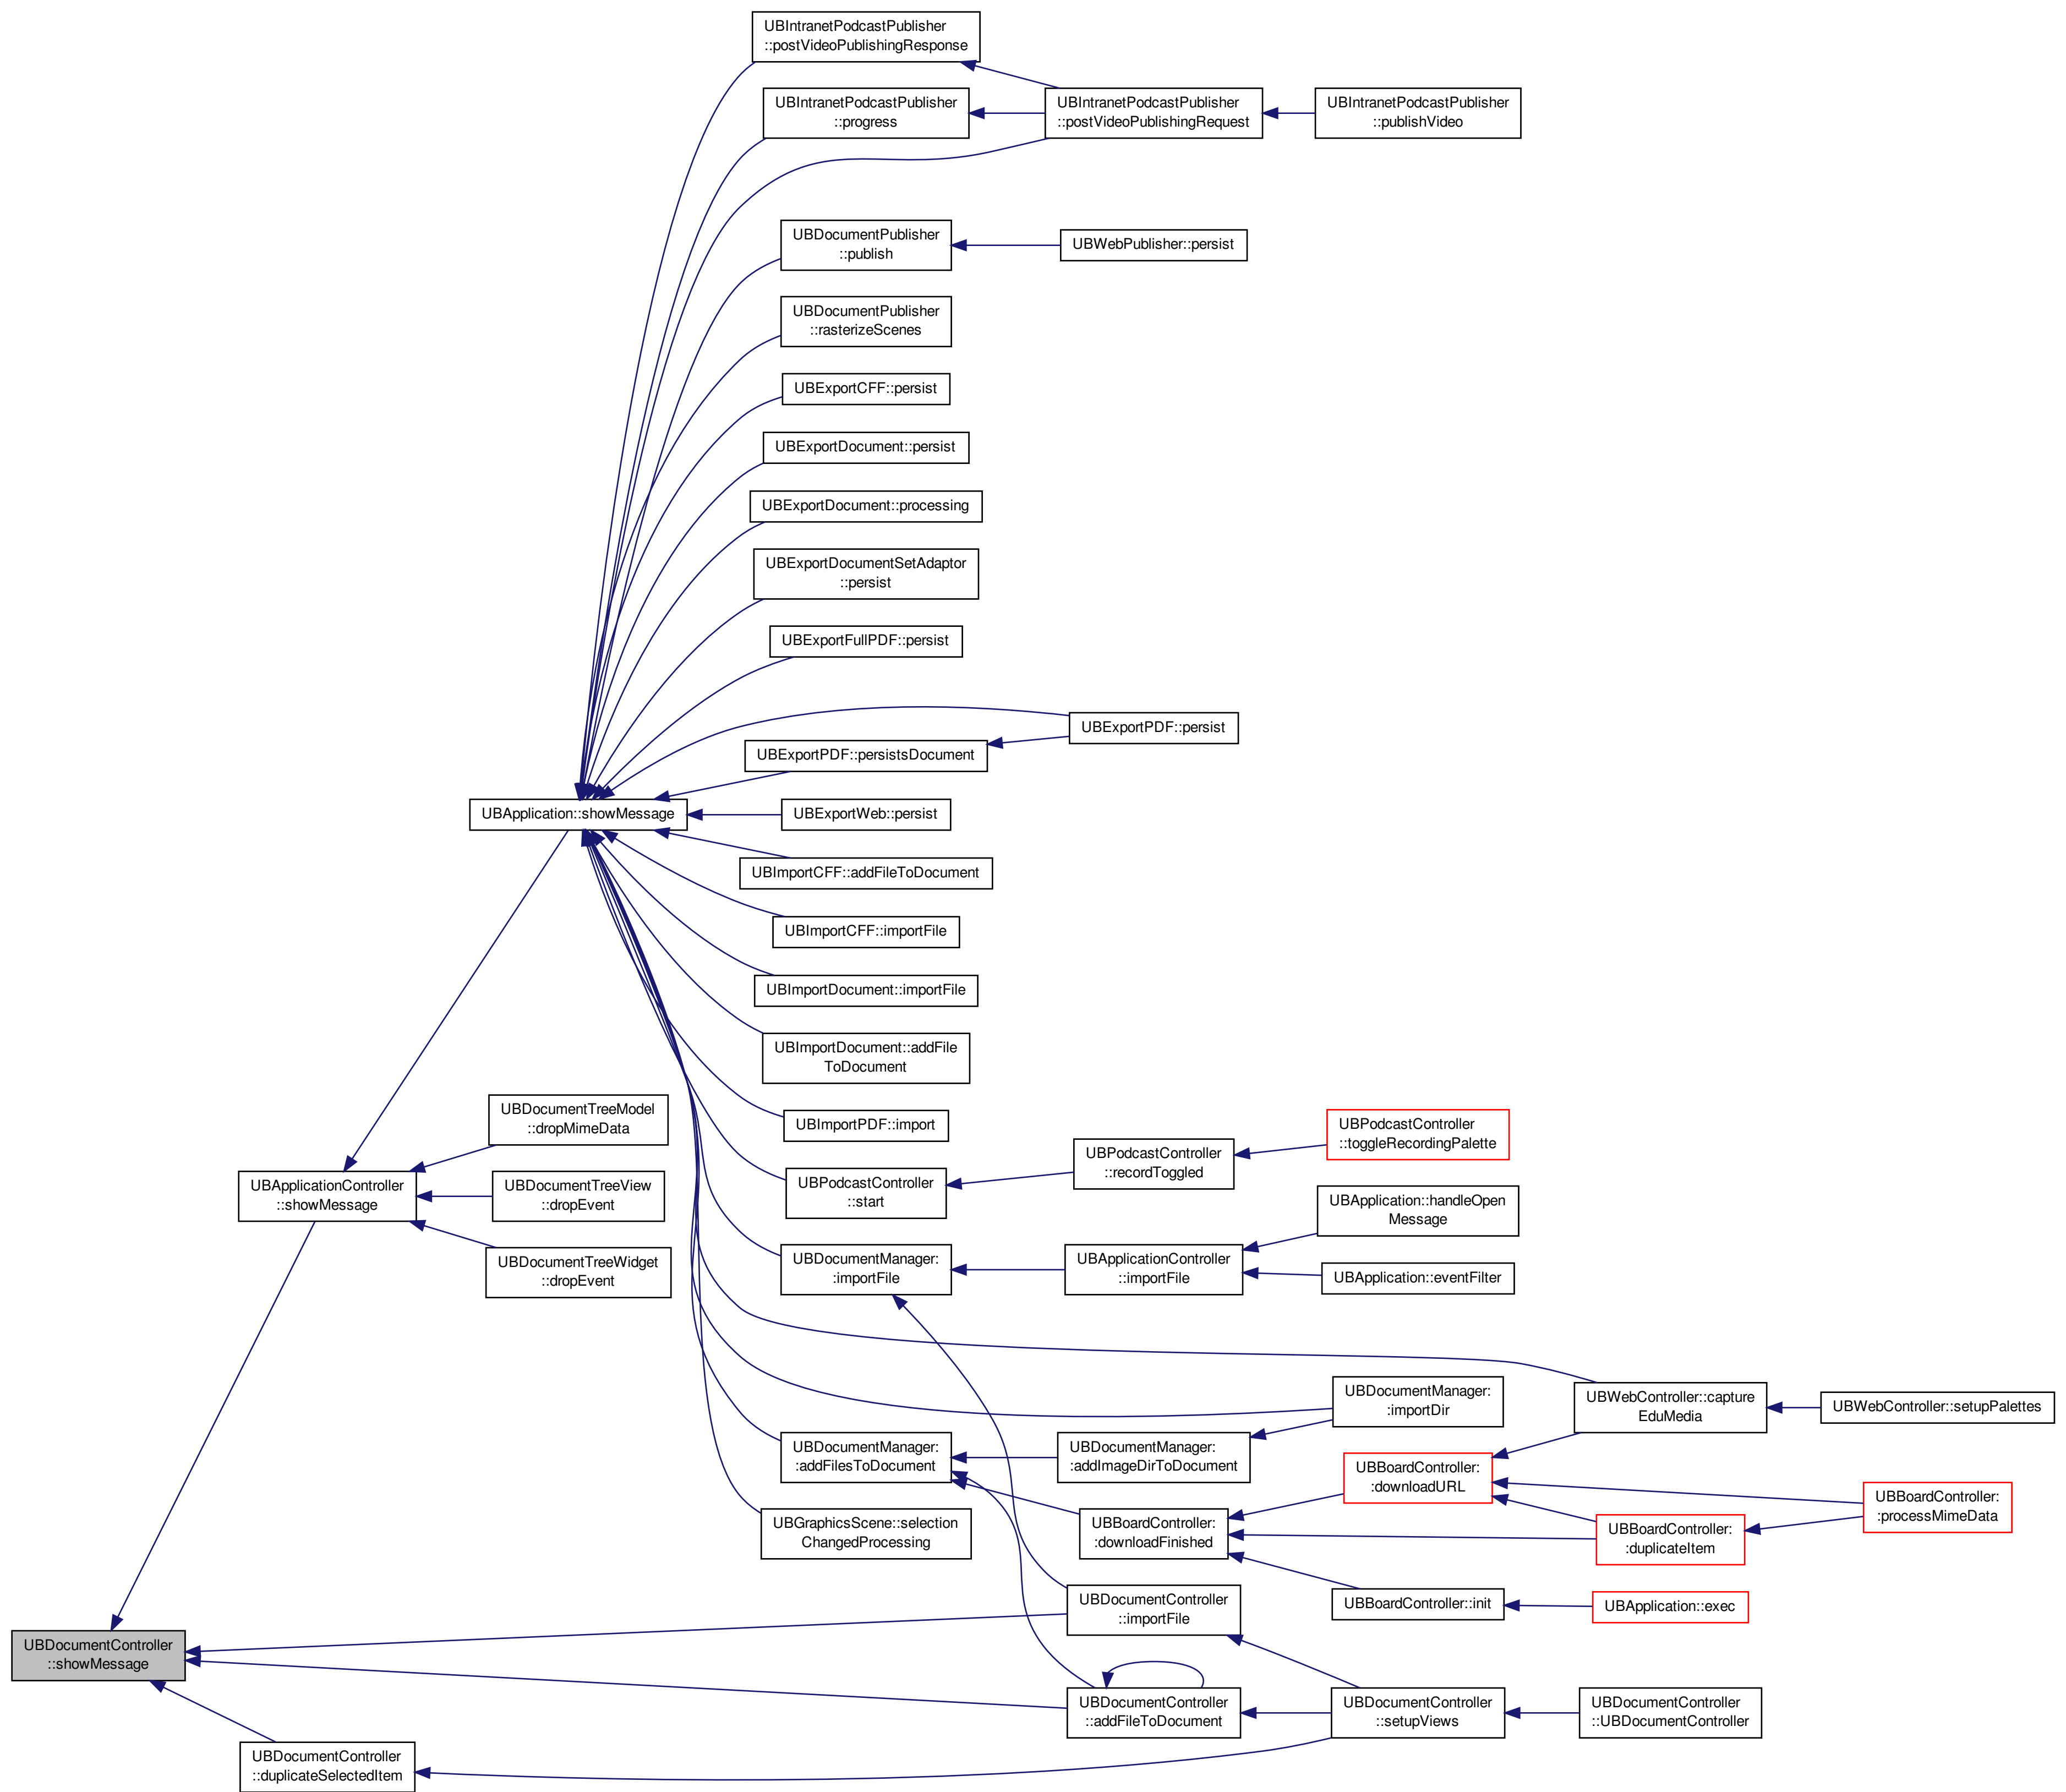 UBIntranetPodcastPublisher
::postVideoPublishingResponse
UBIntranetPodcastPublisher
::progress
UBIntranetPodcastPublisher
::postVideoPublishingRequest
UBIntranetPodcastPublisher
::publishVideo
UBDocumentPublisher
::publish
UBWebPublisher::persist
UBDocumentPublisher
::rasterizeScenes
UBExportCFF::persist
UBExportDocument::persist
UBExportDocument::processing
UBExportDocumentSetAdaptor
::persist
UBExportFullPDF::persist
UBExportPDF::persist
UBExportPDF::persistsDocument
UBApplication::showMessage
UBExportWeb::persist
UBImportCFF::addFileToDocument
UBImportCFF::importFile
UBImportDocument::importFile
UBImportDocument::addFile
ToDocument
UBDocumentTreeModel
::dropMimeData
UBImportPDF::import
UBPodcastController
::toggleRecordingPalette
UBPodcastController
::recordToggled
UBApplicationController
::showMessage
UBDocumentTreeView
::dropEvent
UBPodcastController
::start
UBApplication::handleOpen
Message
UBDocumentTreeWidget
::dropEvent
UBDocumentManager:
:importFile
UBApplicationController
::importFile
UBApplication::eventFilter
UBDocumentManager:
:importDir
UBWebController::capture
EduMedia
UBWebController::setupPalettes
UBDocumentManager:
:addFilesToDocument
UBDocumentManager:
:addImageDirToDocument
UBBoardController:
:downloadURL
UBBoardController:
:processMimeData
UBGraphicsScene::selection
ChangedProcessing
UBBoardController:
:downloadFinished
UBBoardController:
:duplicateItem
UBDocumentController
::importFile
UBBoardController::init
UBApplication::exec
UBDocumentController
::showMessage
UBDocumentController
::addFileToDocument
UBDocumentController
::setupViews
UBDocumentController
::UBDocumentController
UBDocumentController
::duplicateSelectedItem